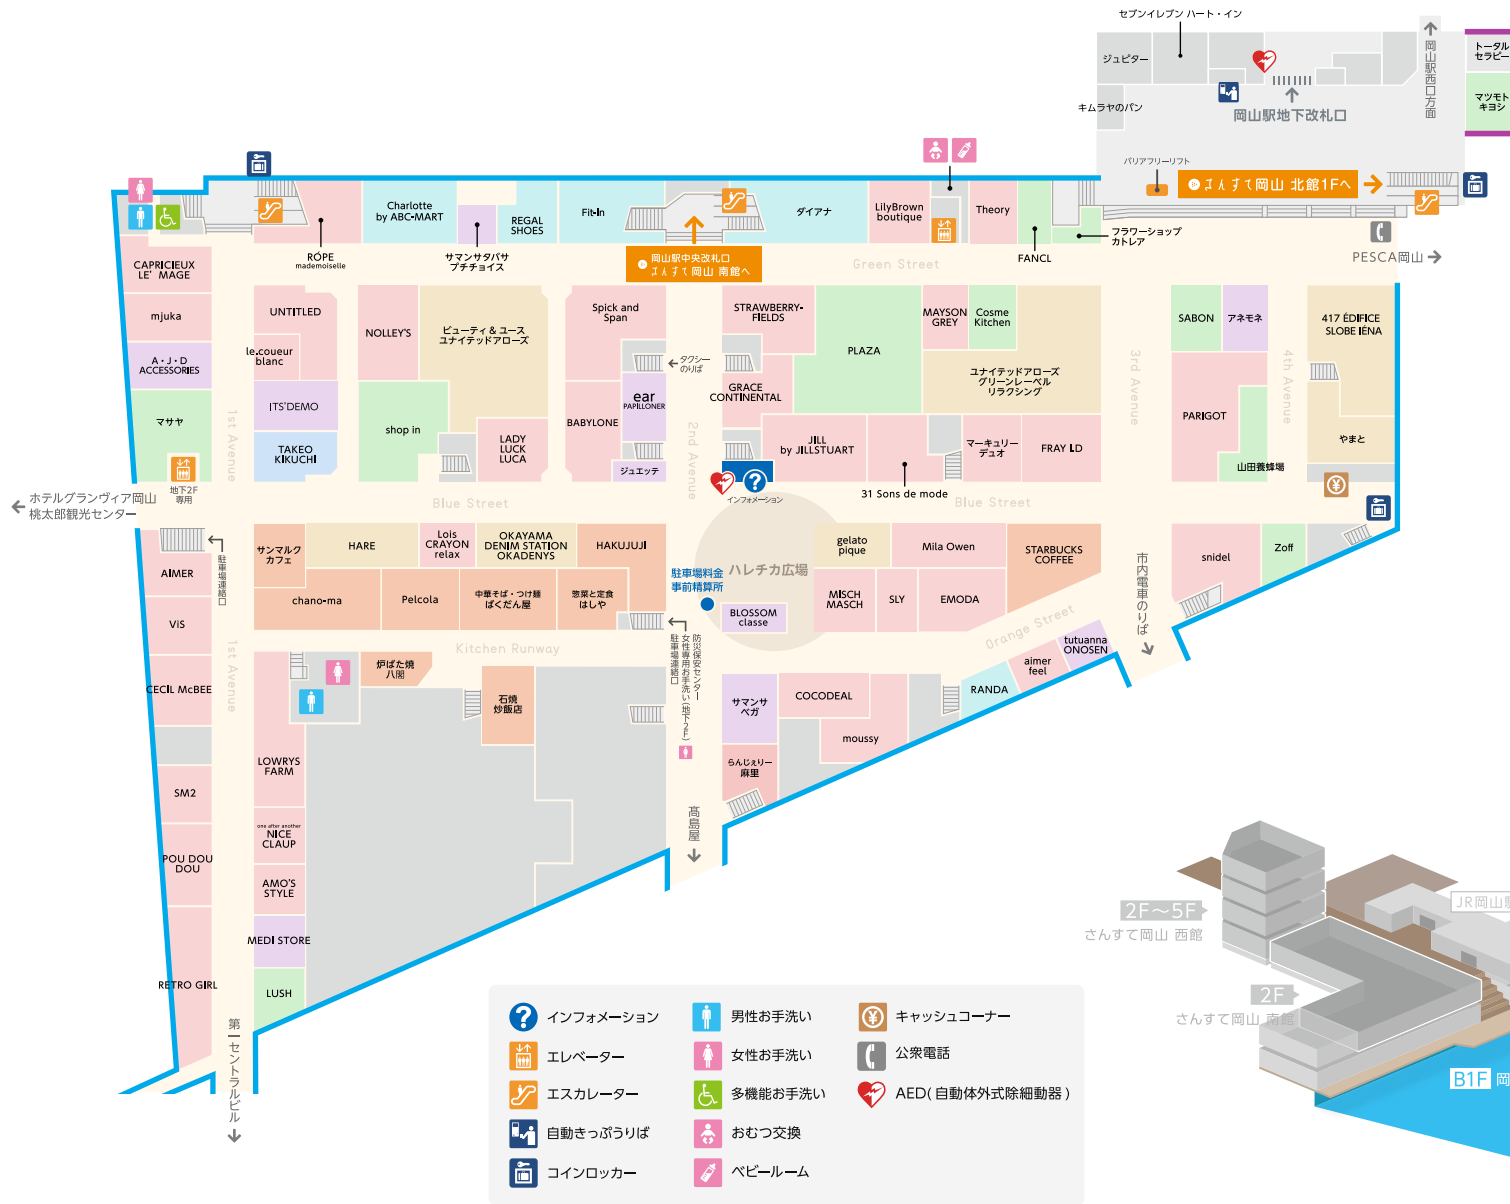 セブンイレブン ハート・イン
ジュピター
キムラヤのパン
岡山駅地下改札口
岡山駅西口方面
トータル
セラピー
マツモト
キヨシ
バリアフリーリフト
さんすて岡山 北館1Fへ
PESCA岡山
Charlotte
by ABC-MART
REGAL
SHOES
Fit-In
ダイアナ
LilyBrown
boutique
Theory
FANCL
フラワーショップ
カトレア
RÓPE
mademoiselle
サマンサタバサ
プチチョイス
岡山駅中央改札口
さんすて岡山 南館へ
Green Street
CAPRICIEUX
LE' MAGE
mjuka
A・J・D
ACCESSORIES
マサヤ
地下2F
専用
UNTITLED
le.coueur
blanc
ITS'DEMO
TAKEO
KIKUCHI
1st Avenue
NOLLEY'S
ビューティ & ユース
ユナイテッドアローズ
shop in
LADY
LUCK
LUCA
Spick and
Span
タクシー
のりば
BABYLONE
ear
PAPILLONER
ジュエッテ
2nd Avenue
STRAWBERRY-
FIELDS
GRACE
CONTINENTAL
PLAZA
MAYSON
GREY
Cosme
Kitchen
ユナイテッドアローズ
グリーンレーベル
リラクシング
JILL
by JILLSTUART
31 Sons de mode
マーキュリー
デュオ
FRAY I.D
インフォメーション
3rd Avenue
SABON
アネモネ
PARIGOT
山田養蜂場
4th Avenue
417 ÉDIFICE
SLOBE IÉNA
やまと
ホテルグランヴィア岡山
桃太郎観光センター
Blue Street
Blue Street
駐車場連絡口
AIMER
ViS
CECIL McBEE
SM2
POU DOU
DOU
RETRO GIRL
サンマルク
カフェ
HARE
Lois
CRAYON
relax
OKAYAMA
DENIM STATION
OKADENYS
HAKUJUJI
chano-ma
Pelcola
中華そば・つけ麺
ばくだん屋
惣菜と定食
はしや
Kitchen Runway
1st Avenue
炉ばた焼
八間
石焼
炒飯店
LOWRYS
FARM
one after another
NICE
CLAUP
AMO'S
STYLE
MEDI STORE
LUSH
第一セントラルビル
駐車場料金
事前精算所
ハレチカ広場
BLOSSOM
classe
防災保安センター
女性専用お手洗い(地下2F)
駐車場連絡口
gelato
pique
Mila Owen
STARBUCKS
COFFEE
MISCH
MASCH
SLY
EMODA
Orange Street
サマンサ
ベガ
らんじぇりー
麻里
COCODEAL
moussy
RANDA
aimer
feel
tutuanna
ONOSEN
髙島屋
市内電車のりば
snidel
Zoff
インフォメーション
エレベーター
エスカレーター
自動きっぷうりば
コインロッカー
男性お手洗い
女性お手洗い
多機能お手洗い
おむつ交換
ベビールーム
キャッシュコーナー
公衆電話
AED(自動体外式除細動器)
2F〜5F
さんすて岡山 西館
2F
さんすて岡山 南館
JR岡山駅
B1F 岡